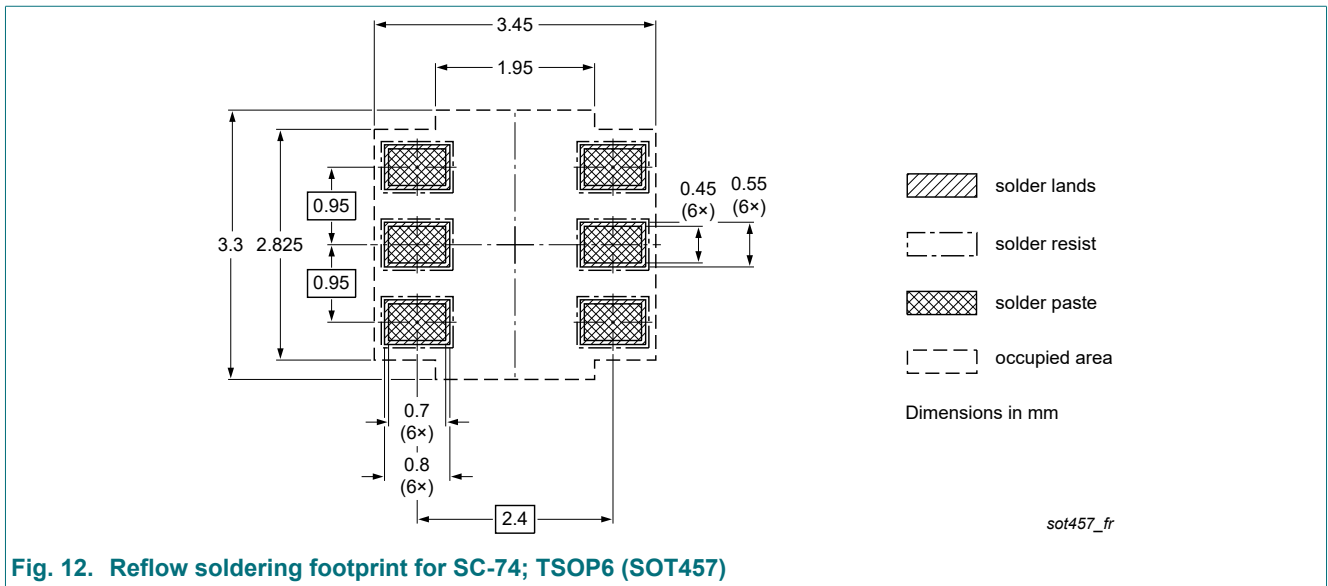 3.45
1.95
0.95
3.3 2.825
0.95
0.45 0.55
(6×) (6×)
0.7
(6×)
0.8
(6×)
2.4
solder lands
solder resist
solder paste
occupied area
Dimensions in mm
sot457_fr
Fig. 12. Reflow soldering footprint for SC-74; TSOP6 (SOT457)